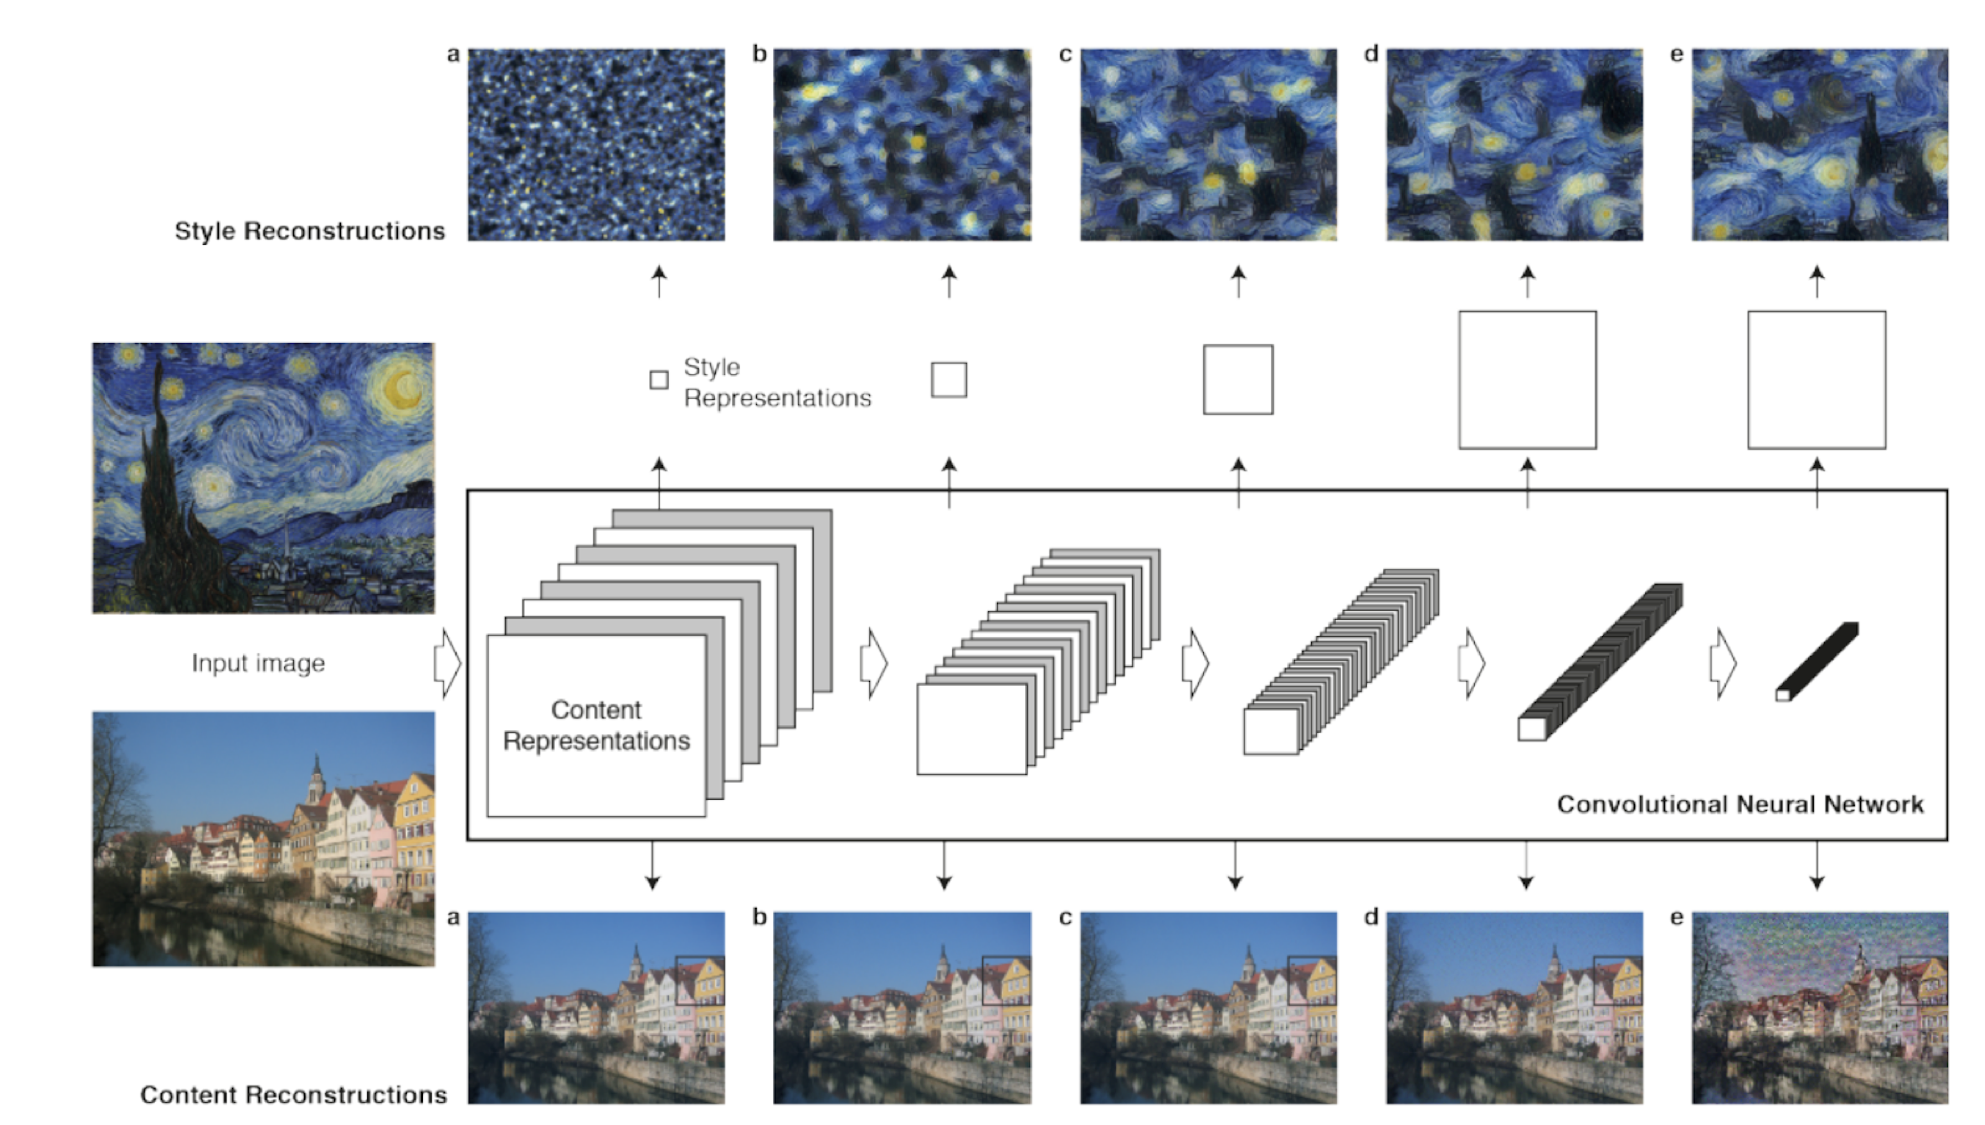 a
b
c
d
e
Style Reconstructions
Style
Representations
Input image
Content
Representations
Convolutional Neural Network
a
b
c
d
e
Content Reconstructions